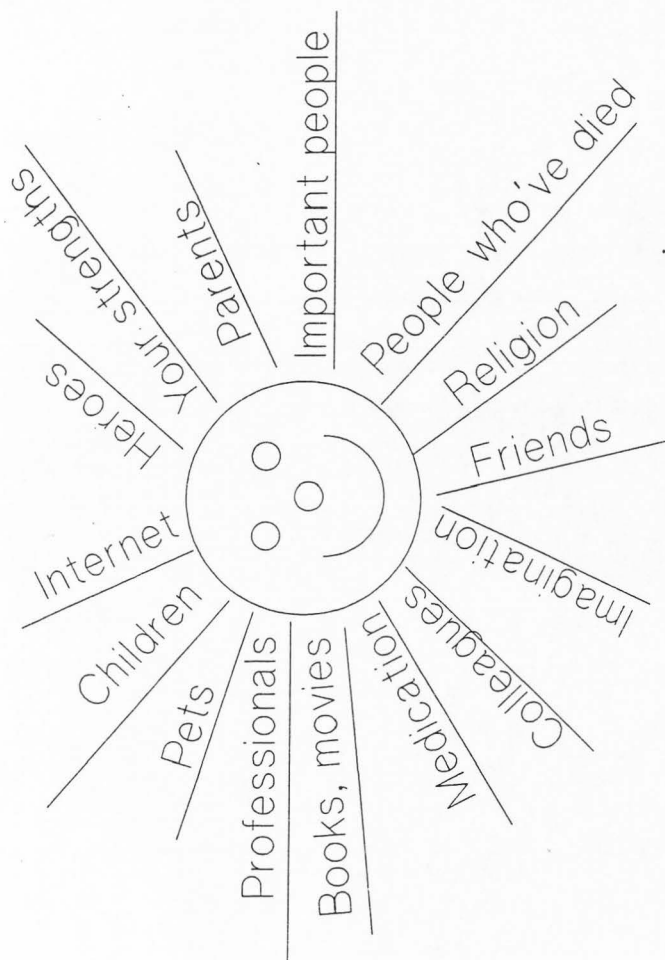 Important people
People who've died
Religion
Friends
Imagination
Colleagues
Medication
Books, movies
Professionals
Pets
Children
Internet
Heroes
Your strengths
Parents